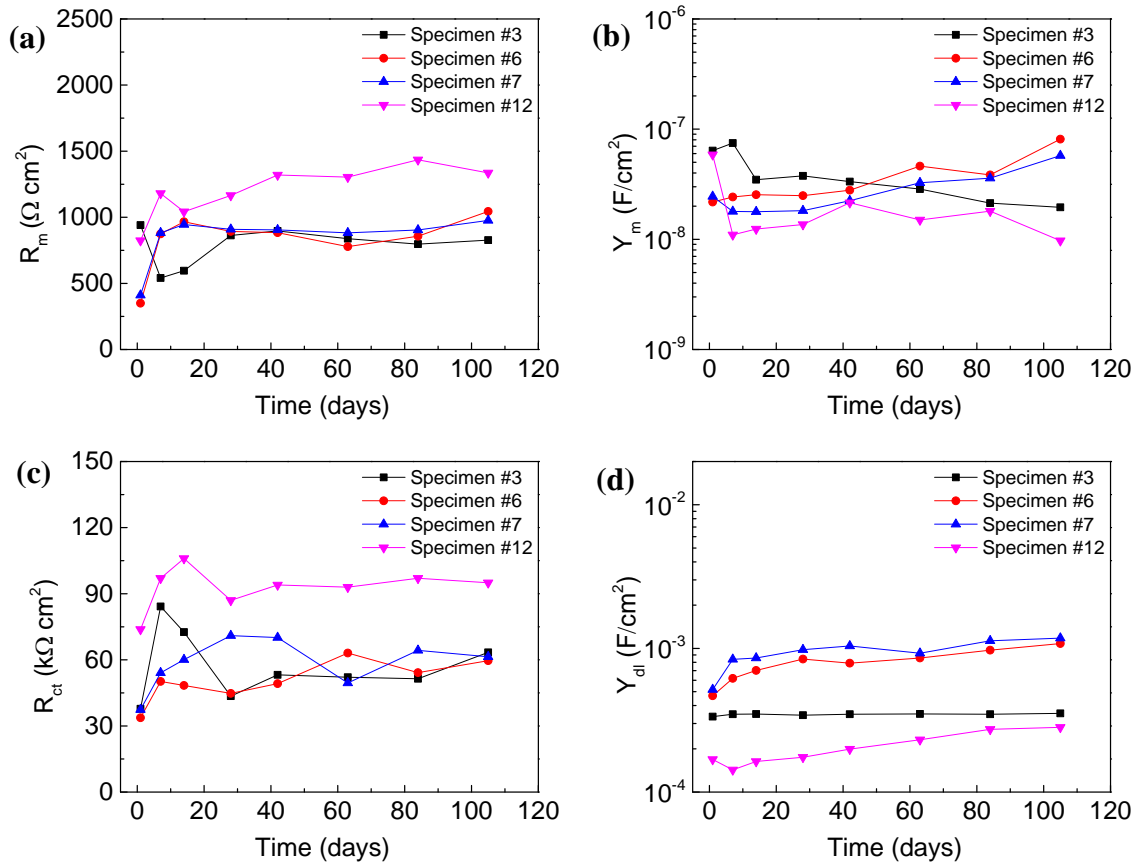 (a)
2500
2000
1500
1000
500
0
R_m (Ω cm²)
Specimen #3
Specimen #6
Specimen #7
Specimen #12
0 20 40 60 80 100 120
Time (days)
(b)
10⁻⁶
10⁻⁷
10⁻⁸
10⁻⁹
Y_m (F/cm²)
Specimen #3
Specimen #6
Specimen #7
Specimen #12
0 20 40 60 80 100 120
Time (days)
(c)
150
120
90
60
30
0
R_ct (kΩ cm²)
Specimen #3
Specimen #6
Specimen #7
Specimen #12
0 20 40 60 80 100 120
Time (days)
(d)
10⁻²
10⁻³
10⁻⁴
Y_dl (F/cm²)
Specimen #3
Specimen #6
Specimen #7
Specimen #12
0 20 40 60 80 100 120
Time (days)